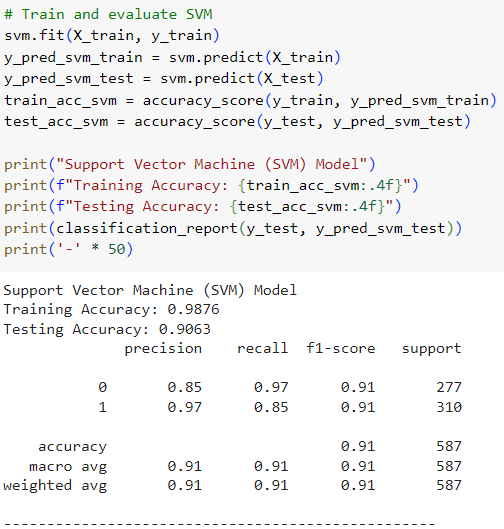 # Train and evaluate SVM
svm.fit(X_train, y_train)
y_pred_svm_train = svm.predict(X_train)
y_pred_svm_test = svm.predict(X_test)
train_acc_svm = accuracy_score(y_train, y_pred_svm_train)
test_acc_svm = accuracy_score(y_test, y_pred_svm_test)

print("Support Vector Machine (SVM) Model")
print(f"Training Accuracy: {train_acc_svm:.4f}")
print(f"Testing Accuracy: {test_acc_svm:.4f}")
print(classification_report(y_test, y_pred_svm_test))
print('-' * 50)

Support Vector Machine (SVM) Model
Training Accuracy: 0.9876
Testing Accuracy: 0.9063
              precision    recall  f1-score   support

           0       0.85      0.97      0.91       277
           1       0.97      0.85      0.91       310

    accuracy                           0.91       587
   macro avg       0.91      0.91      0.91       587
weighted avg       0.91      0.91      0.91       587

--------------------------------------------------